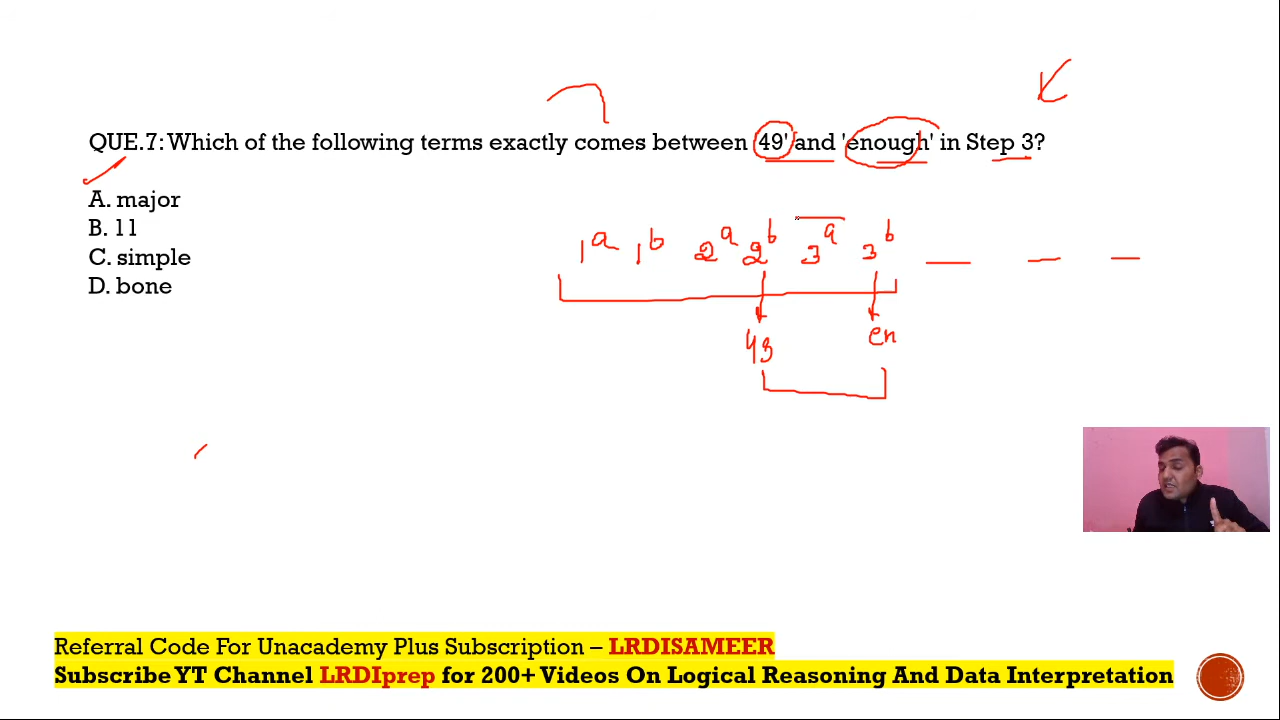 QUE.7: Which of the following terms exactly comes between 49' and 'enough' in Step 3?
A. major
B. 11
C. simple
D. bone
1a 1b 2a 2b 3a 3b
49 en
Referral Code For Unacademy Plus Subscription – LRDISAMEER
Subscribe YT Channel LRDIprep for 200+ Videos On Logical Reasoning And Data Interpretation